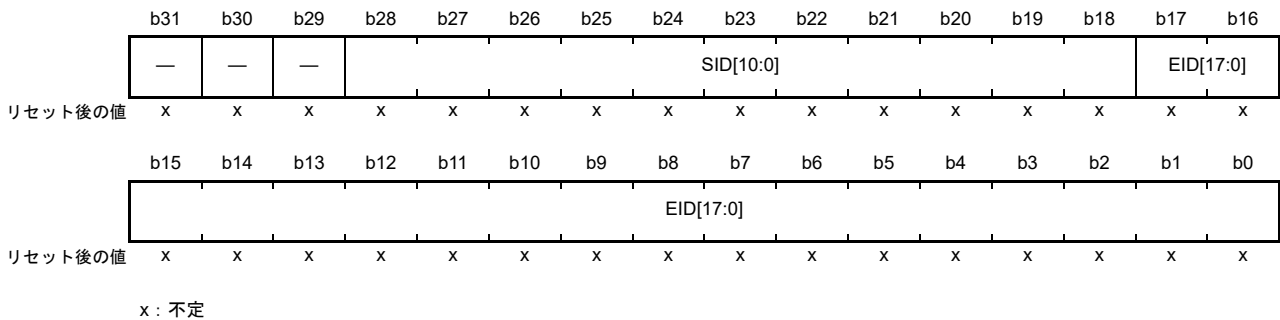 b31 b30 b29 b28 b27 b26 b25 b24 b23 b22 b21 b20 b19 b18 b17 b16
— — — SID[10:0] EID[17:0]
リセット後の値 x x x x x x x x x x x x x x x x
b15 b14 b13 b12 b11 b10 b9 b8 b7 b6 b5 b4 b3 b2 b1 b0
EID[17:0]
リセット後の値 x x x x x x x x x x x x x x x x
x：不定